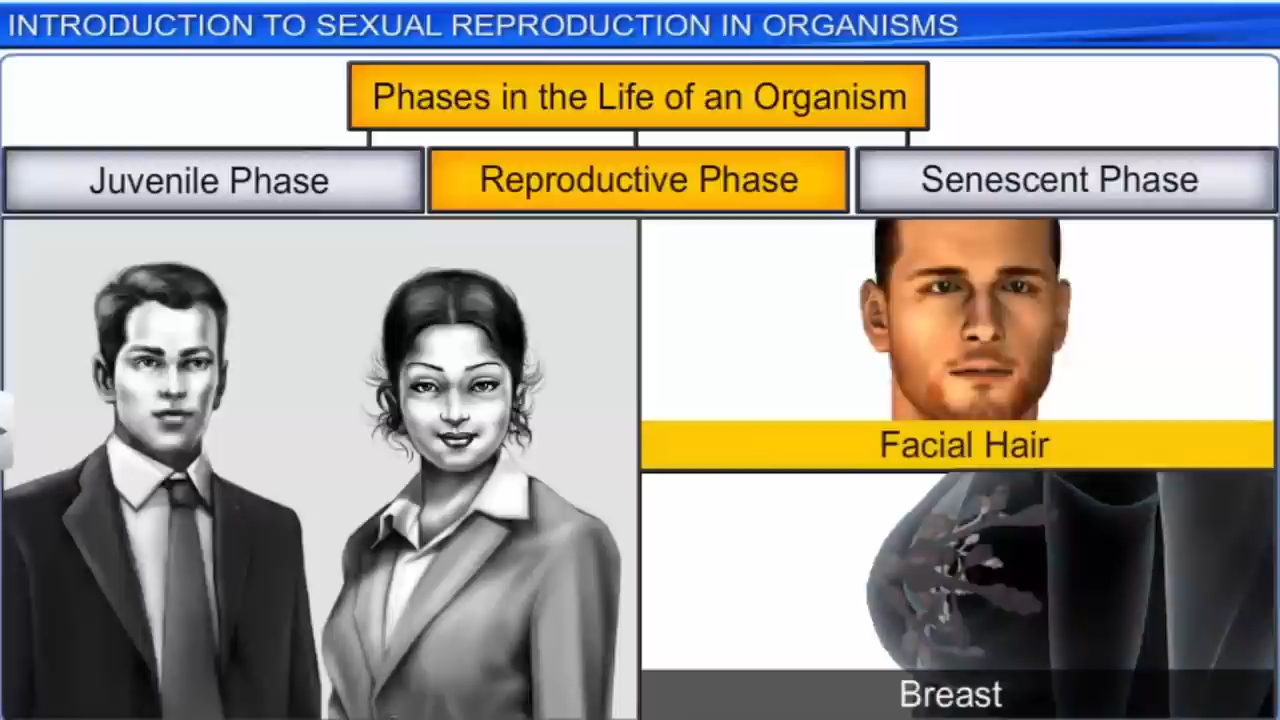 INTRODUCTION TO SEXUAL REPRODUCTION IN ORGANISMS
Phases in the Life of an Organism
Juvenile Phase
Reproductive Phase
Senescent Phase
Facial Hair
Breast